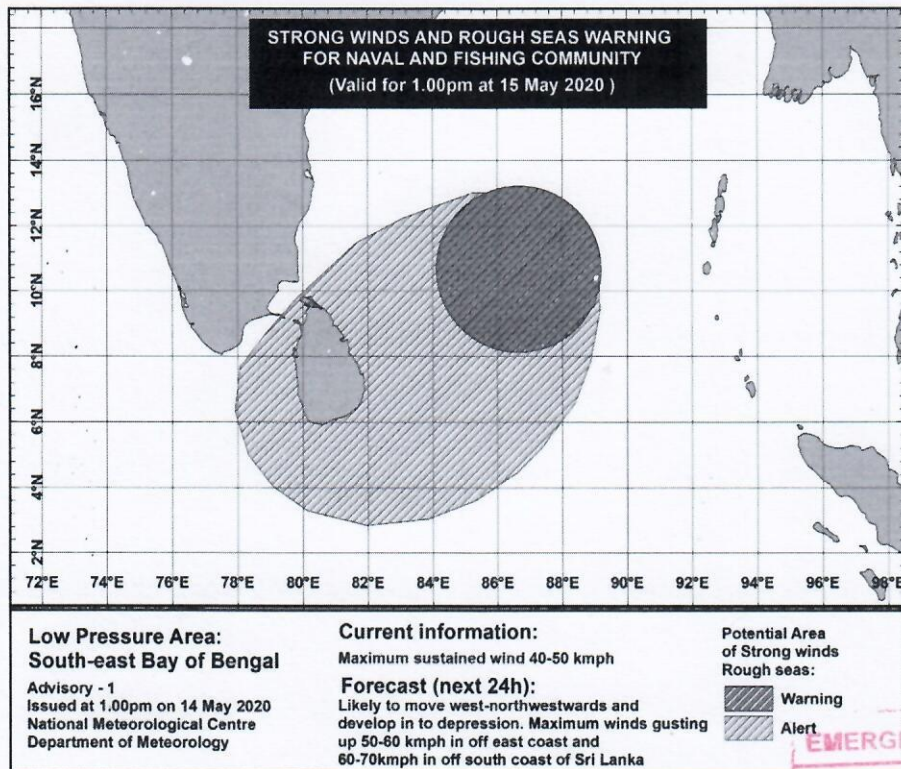 STRONG WINDS AND ROUGH SEAS WARNING
FOR NAVAL AND FISHING COMMUNITY
(Valid for 1.00pm at 15 May 2020 )
16°N
14°N
12°N
10°N
8°N
6°N
4°N
2°N
72°E 74°E 76°E 78°E 80°E 82°E 84°E 86°E 88°E 90°E 92°E 94°E 96°E 98°E
Low Pressure Area:
South-east Bay of Bengal
Advisory - 1
Issued at 1.00pm on 14 May 2020
National Meteorological Centre
Department of Meteorology
Current information:
Maximum sustained wind 40-50 kmph
Forecast (next 24h):
Likely to move west-northwestwards and
develop in to depression. Maximum winds gusting
up 50-60 kmph in off east coast and
60-70kmph in off south coast of Sri Lanka
Potential Area
of Strong winds
Rough seas:
Warning
Alert
EMERG